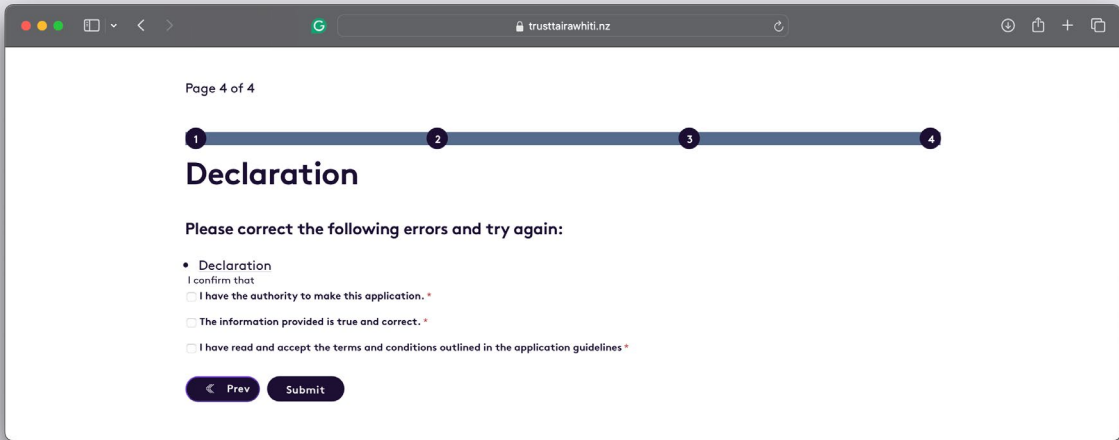 G
trusttairawhiti.nz
Page 4 of 4
1 2 3 4
Declaration
Please correct the following errors and try again:
• Declaration
I confirm that
I have the authority to make this application. *
The information provided is true and correct. *
I have read and accept the terms and conditions outlined in the application guidelines *
≪ Prev Submit